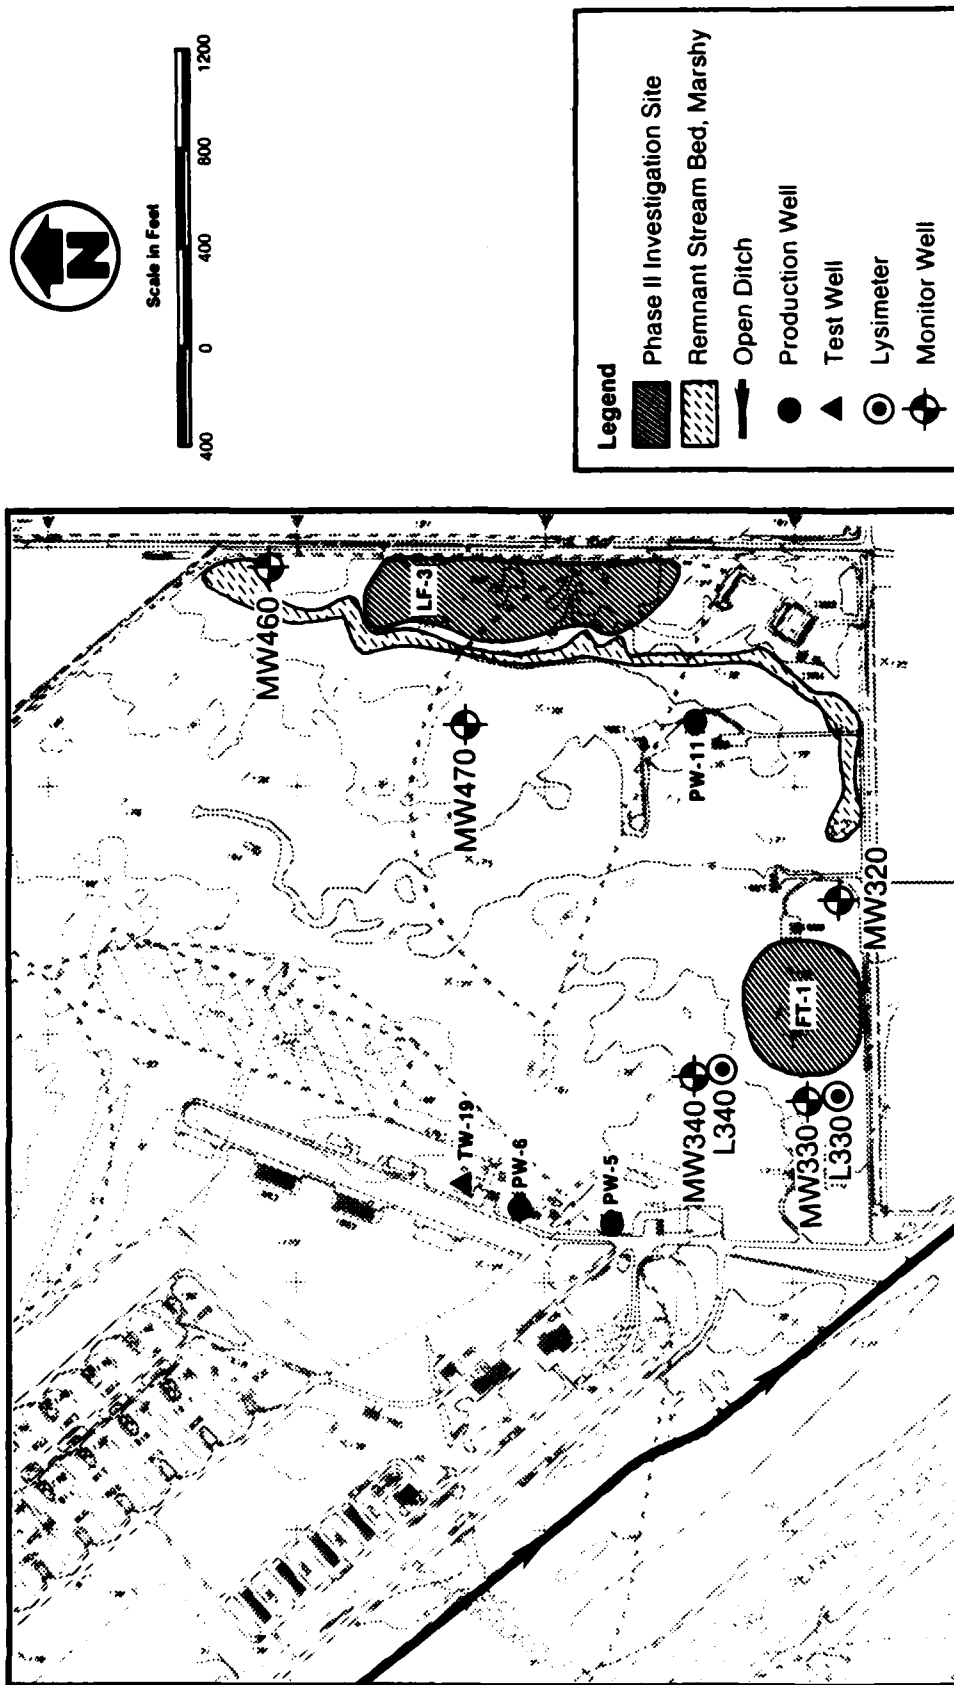 N
Scale in Feet
400 0 400 800 1200
Legend
Phase II Investigation Site
Remnant Stream Bed, Marshy
Open Ditch
Production Well
Test Well
Lysimeter
Monitor Well
MW460
LF-3
MW470
PW-11
MW320
FT-1
TW-19
PW-6
PW-5
MW340
L340
MW330
L330